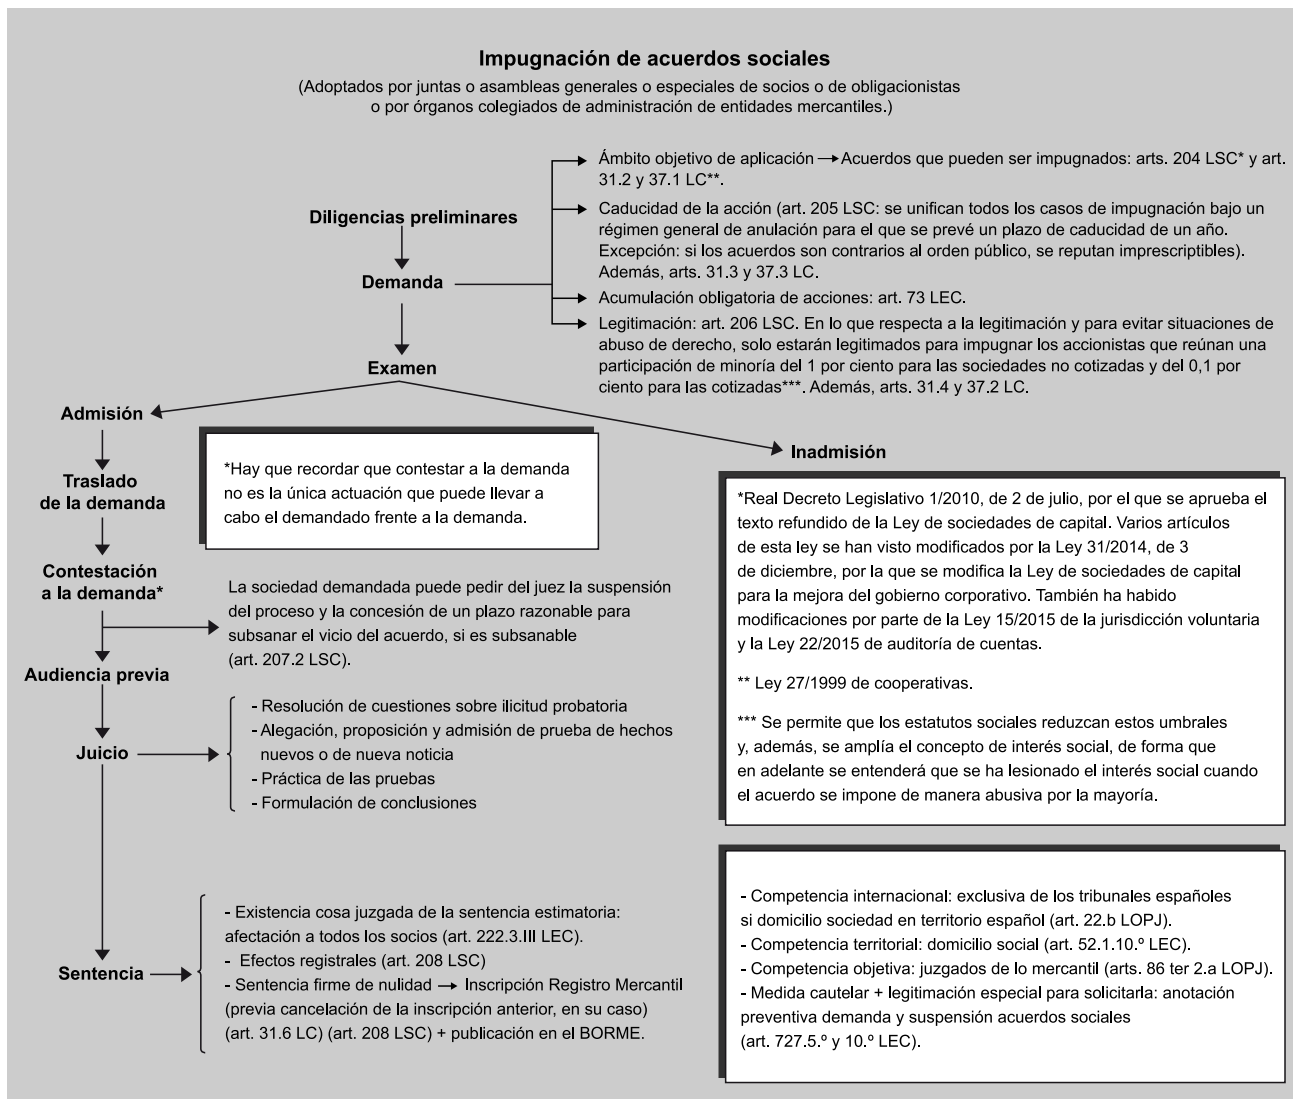 Impugnación de acuerdos sociales
(Adoptados por juntas o asambleas generales o especiales de socios o de obligacionistas
o por órganos colegiados de administración de entidades mercantiles.)
Diligencias preliminares
Demanda
Ámbito objetivo de aplicación → Acuerdos que pueden ser impugnados: arts. 204 LSC* y art.
31.2 y 37.1 LC**.
Caducidad de la acción (art. 205 LSC: se unifican todos los casos de impugnación bajo un
régimen general de anulación para el que se prevé un plazo de caducidad de un año.
Excepción: si los acuerdos son contrarios al orden público, se reputan imprescriptibles).
Además, arts. 31.3 y 37.3 LC.
Acumulación obligatoria de acciones: art. 73 LEC.
Legitimación: art. 206 LSC. En lo que respecta a la legitimación y para evitar situaciones de
abuso de derecho, solo estarán legitimados para impugnar los accionistas que reúnan una
participación de minoría del 1 por ciento para las sociedades no cotizadas y del 0,1 por
ciento para las cotizadas***. Además, arts. 31.4 y 37.2 LC.
Examen
Admisión
Inadmisión
Traslado
de la demanda
*Hay que recordar que contestar a la demanda
no es la única actuación que puede llevar a
cabo el demandado frente a la demanda.
Contestación
a la demanda*
La sociedad demandada puede pedir del juez la suspensión
del proceso y la concesión de un plazo razonable para
subsanar el vicio del acuerdo, si es subsanable
(art. 207.2 LSC).
Audiencia previa
Juicio
- Resolución de cuestiones sobre ilicitud probatoria
- Alegación, proposición y admisión de prueba de hechos
nuevos o de nueva noticia
- Práctica de las pruebas
- Formulación de conclusiones
Sentencia
- Existencia cosa juzgada de la sentencia estimatoria:
afectación a todos los socios (art. 222.3.III LEC).
- Efectos registrales (art. 208 LSC)
- Sentencia firme de nulidad → Inscripción Registro Mercantil
(previa cancelación de la inscripción anterior, en su caso)
(art. 31.6 LC) (art. 208 LSC) + publicación en el BORME.
*Real Decreto Legislativo 1/2010, de 2 de julio, por el que se aprueba el
texto refundido de la Ley de sociedades de capital. Varios artículos
de esta ley se han visto modificados por la Ley 31/2014, de 3
de diciembre, por la que se modifica la Ley de sociedades de capital
para la mejora del gobierno corporativo. También ha habido
modificaciones por parte de la Ley 15/2015 de la jurisdicción voluntaria
y la Ley 22/2015 de auditoría de cuentas.
** Ley 27/1999 de cooperativas.
*** Se permite que los estatutos sociales reduzcan estos umbrales
y, además, se amplía el concepto de interés social, de forma que
en adelante se entenderá que se ha lesionado el interés social cuando
el acuerdo se impone de manera abusiva por la mayoría.
- Competencia internacional: exclusiva de los tribunales españoles
si domicilio sociedad en territorio español (art. 22.b LOPJ).
- Competencia territorial: domicilio social (art. 52.1.10.º LEC).
- Competencia objetiva: juzgados de lo mercantil (arts. 86 ter 2.a LOPJ).
- Medida cautelar + legitimación especial para solicitarla: anotación
preventiva demanda y suspensión acuerdos sociales
(art. 727.5.º y 10.º LEC).